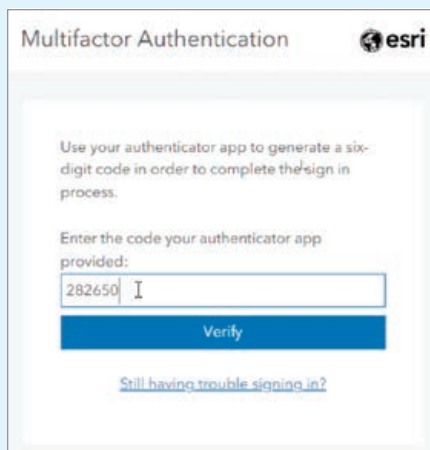 Multifactor Authentication
esri
Use your authenticator app to generate a six-
digit code in order to complete the sign in
process.
Enter the code your authenticator app
provided:
282650
Verify
Still having trouble signing in?